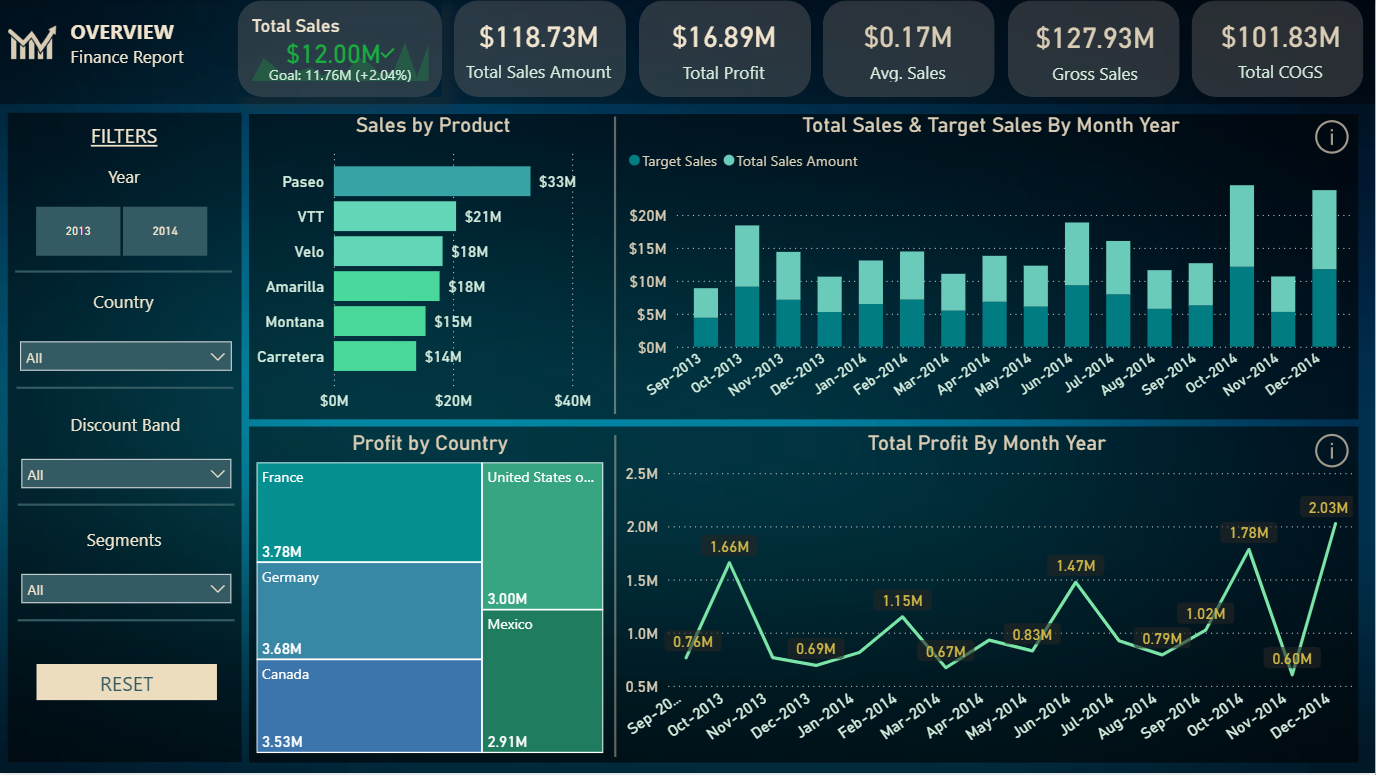 OVERVIEW
Finance Report
Total Sales
$12.00M
Goal: 11.76M (+2.04%)
$118.73M
Total Sales Amount
$16.89M
Total Profit
$0.17M
Avg. Sales
$127.93M
Gross Sales
$101.83M
Total COGS
FILTERS
Year
2013
2014
Country
All
Discount Band
All
Segments
All
RESET
Sales by Product
Paseo
$33M
VTT
$21M
Velo
$18M
Amarilla
$18M
Montana
$15M
Carretera
$14M
$0M
$20M
$40M
Total Sales & Target Sales By Month Year
i
Target Sales
Total Sales Amount
$20M
$15M
$10M
$5M
$0M
Sep-2013
Oct-2013
Nov-2013
Dec-2013
Jan-2014
Feb-2014
Mar-2014
Apr-2014
May-2014
Jun-2014
Jul-2014
Aug-2014
Sep-2014
Oct-2014
Nov-2014
Dec-2014
Profit by Country
France
3.78M
Germany
3.68M
Canada
3.53M
United States o...
3.00M
Mexico
2.91M
Total Profit By Month Year
i
2.5M
2.0M
1.5M
1.0M
0.5M
0.76M
1.66M
0.69M
1.15M
0.67M
0.83M
1.47M
0.79M
1.02M
1.78M
0.60M
2.03M
Sep-20...
Oct-2013
Nov-2013
Dec-2013
Jan-2014
Feb-2014
Mar-2014
Apr-2014
May-2014
Jun-2014
Jul-2014
Aug-2014
Sep-2014
Oct-2014
Nov-2014
Dec-2014